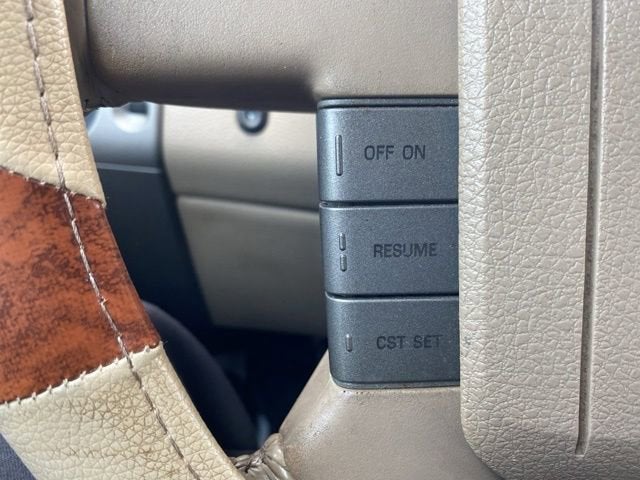 OFF ON
RESUME
CST SET